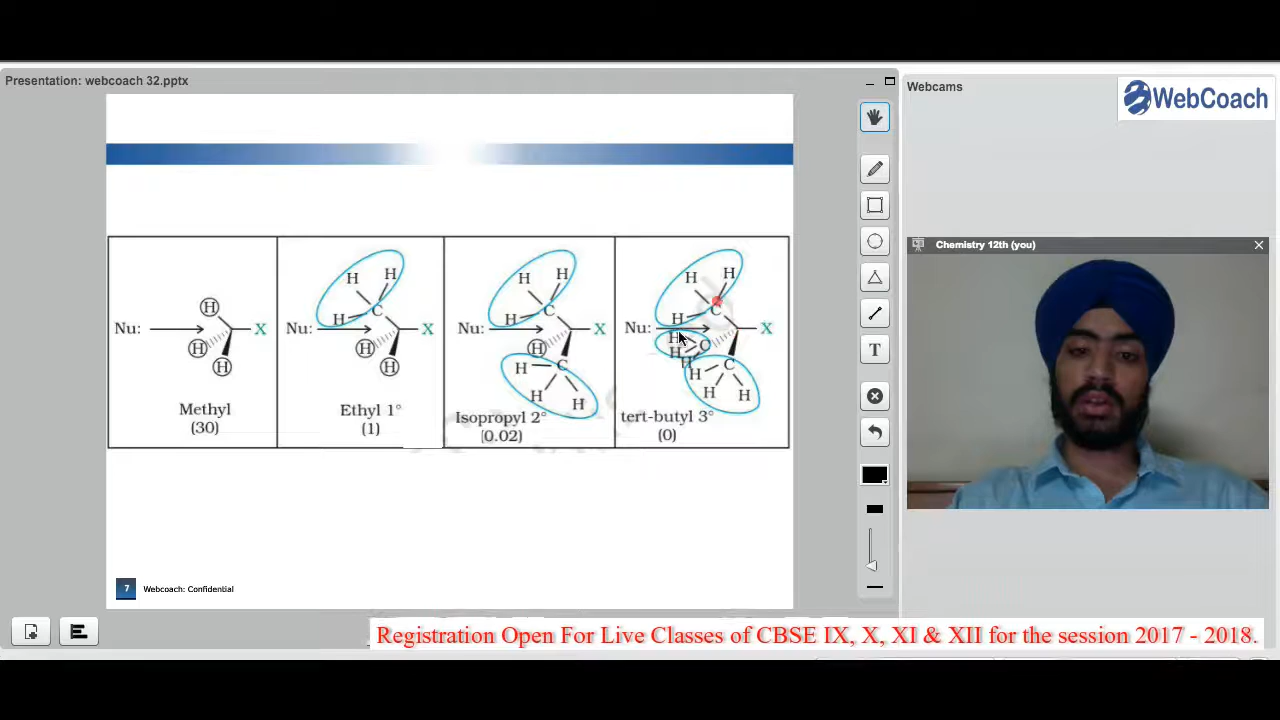 Presentation: webcoach 32.pptx
Webcams
WebCoach
Chemistry 12th (you)
H
H
H
Nu:
X
Methyl
(30)
H
H
H
C
Nu:
X
H
H
Ethyl 1°
(1)
H
H
H
C
Nu:
X
H
C
H
H
H
Isopropyl 2°
[0.02)
H
H
H
C
Nu:
X
H
C
H
H
C
H
H
H
tert-butyl 3°
(0)
T
7
Webcoach: Confidential
Registration Open For Live Classes of CBSE IX, X, XI & XII for the session 2017 - 2018.